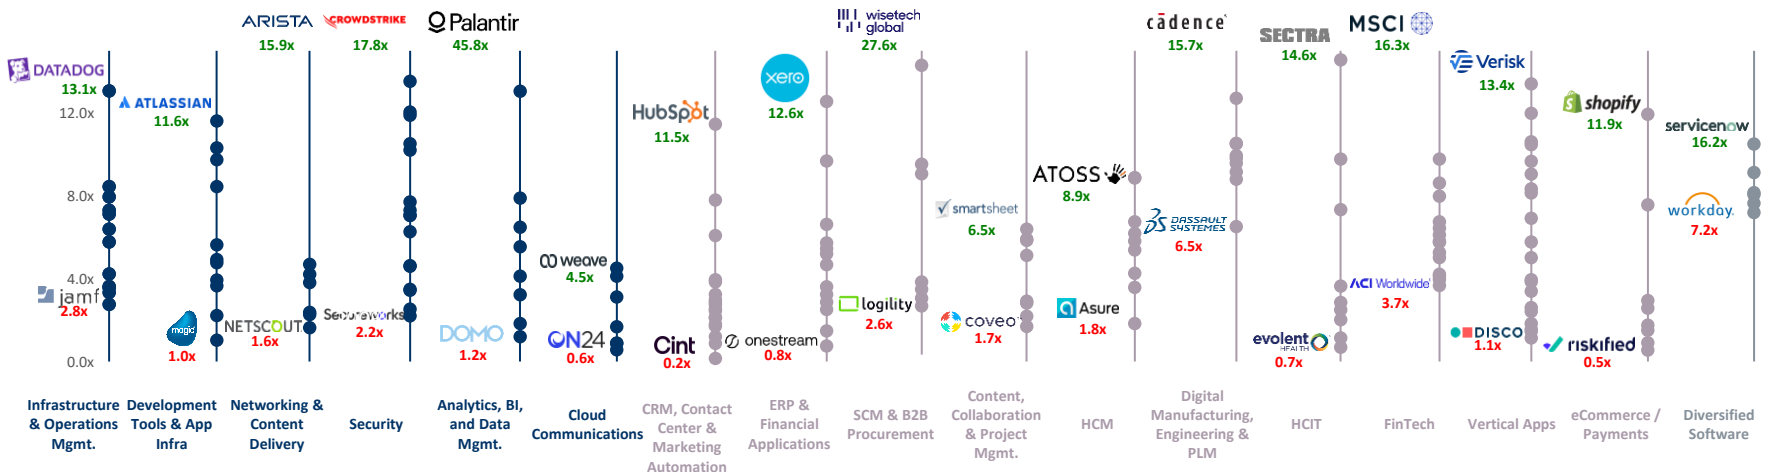 ARISTA
15.9x
CROWDSTRIKE
17.8x
Palantir
45.8x
wisetech
global
27.6x
cādence
15.7x
SECTRA
14.6x
MSCI
16.3x
DATADOG
13.1x
ATLASSIAN
11.6x
HubSpot
11.5x
xero
12.6x
Verisk
13.4x
shopify
11.9x
servicenow
16.2x
12.0x
8.0x
4.0x
0.0x
ATOSS
8.9x
smartsheet
6.5x
DASSAULT
SYSTEMES
6.5x
workday.
7.2x
weave
4.5x
jamf
2.8x
magic
1.0x
NETSCOUT
1.6x
Secureworks
2.2x
DOMO
1.2x
ON24
0.6x
Cint
0.2x
onestream
0.8x
logility
2.6x
coveo
1.7x
Asure
1.8x
evolent
HEALTH
0.7x
ACI Worldwide
3.7x
DISCO
1.1x
riskified
0.5x
Infrastructure
& Operations
Mgmt.
Development
Tools & App
Infra
Networking &
Content
Delivery
Security
Analytics, BI,
and Data
Mgmt.
Cloud
Communications
CRM, Contact
Center &
Marketing
Automation
ERP &
Financial
Applications
SCM & B2B
Procurement
Content,
Collaboration
& Project
Mgmt.
HCM
Digital
Manufacturing,
Engineering &
PLM
HCIT
FinTech
Vertical Apps
eCommerce /
Payments
Diversified
Software